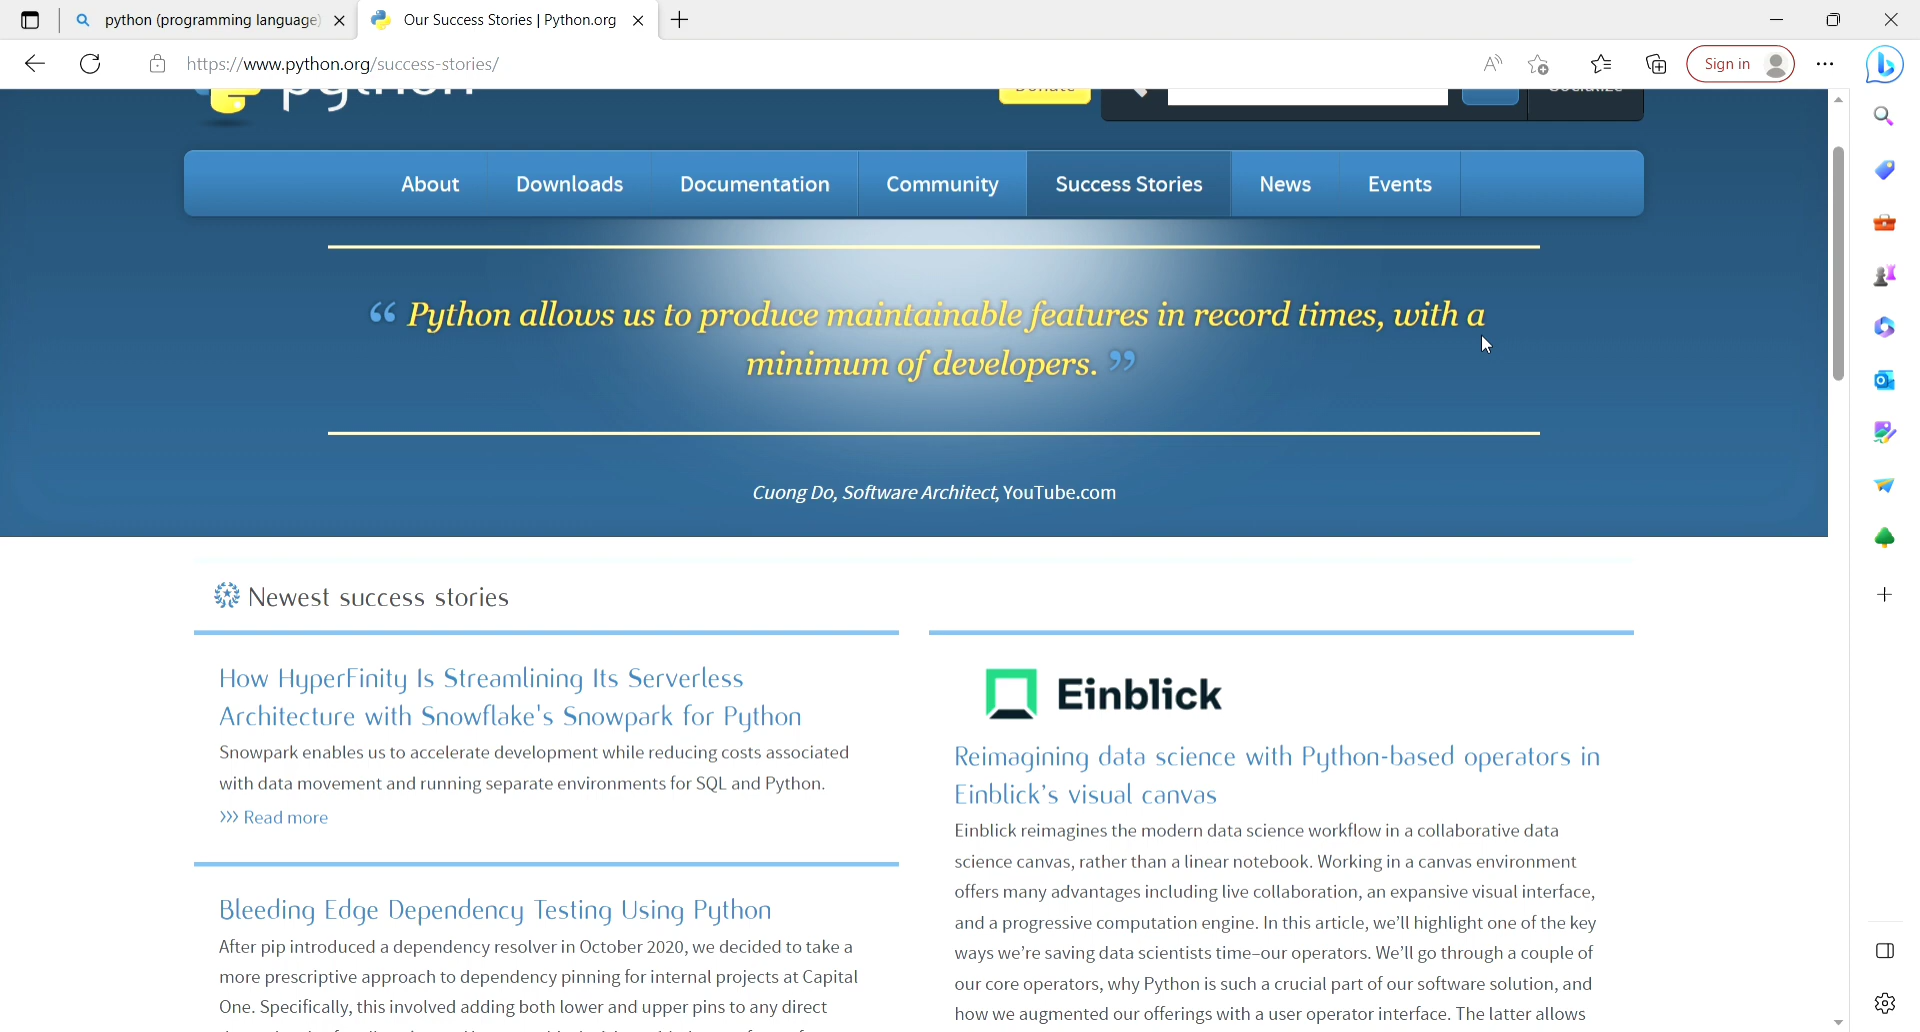 python (programming language)
Our Success Stories | Python.org
https://www.python.org/success-stories/
Sign in
python
Donate
Socialize
About
Downloads
Documentation
Community
Success Stories
News
Events
“ Python allows us to produce maintainable features in record times, with a
minimum of developers. ”
Cuong Do, Software Architect, YouTube.com
Newest success stories
How HyperFinity Is Streamlining Its Serverless
Architecture with Snowflake's Snowpark for Python
Snowpark enables us to accelerate development while reducing costs associated
with data movement and running separate environments for SQL and Python.
>>> Read more
Bleeding Edge Dependency Testing Using Python
After pip introduced a dependency resolver in October 2020, we decided to take a
more prescriptive approach to dependency pinning for internal projects at Capital
One. Specifically, this involved adding both lower and upper pins to any direct
Einblick
Reimagining data science with Python-based operators in
Einblick’s visual canvas
Einblick reimagines the modern data science workflow in a collaborative data
science canvas, rather than a linear notebook. Working in a canvas environment
offers many advantages including live collaboration, an expansive visual interface,
and a progressive computation engine. In this article, we’ll highlight one of the key
ways we’re saving data scientists time–our operators. We’ll go through a couple of
our core operators, why Python is such a crucial part of our software solution, and
how we augmented our offerings with a user operator interface. The latter allows